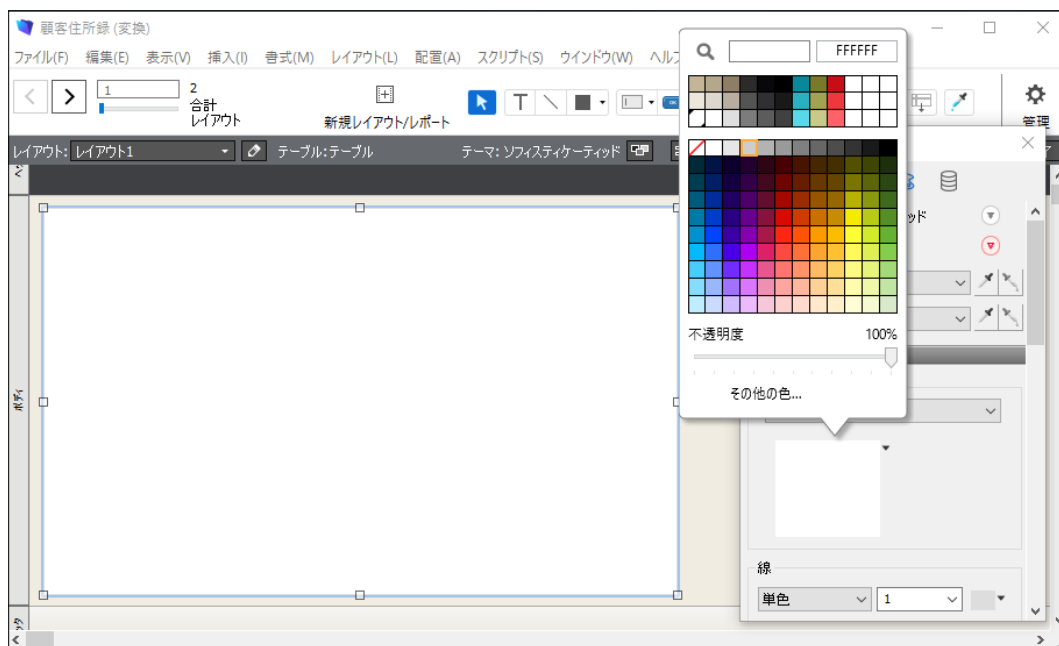 顧客住所録 (変換)
ファイル(F) 編集(E) 表示(V) 挿入(I) 書式(M) レイアウト(L) 配置(A) スクリプト(S) ウインドウ(W) ヘルプ
FFFFFF
1
2
合計
レイアウト
新規レイアウト/レポート
管理
レイアウト: レイアウト1
テーブル:テーブル
テーマ: ソフィスティケーティッド
ッド
不透明度
100%
その他の色...
ボディ
線
単色
1